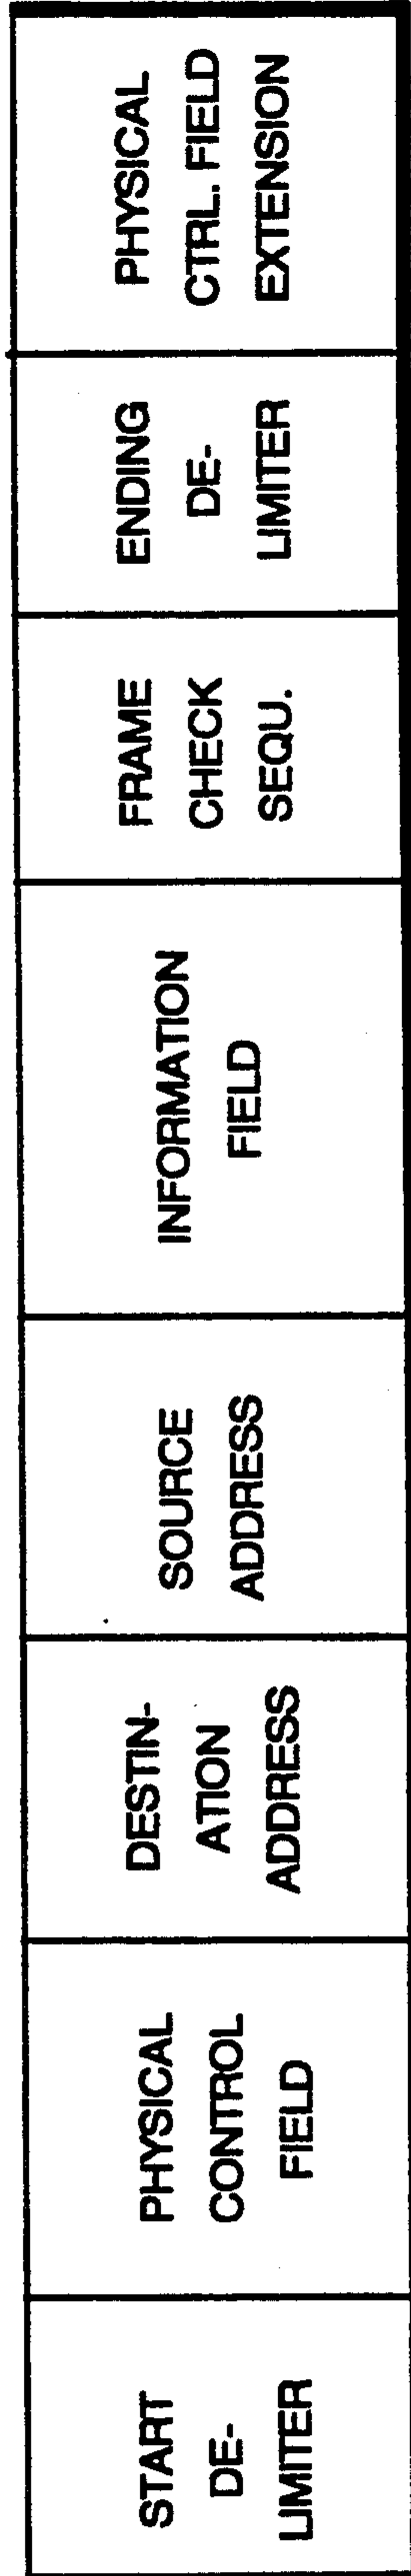 START
DE-
LIMITER
PHYSICAL
CONTROL
FIELD
DESTIN-
ATION
ADDRESS
SOURCE
ADDRESS
INFORMATION
FIELD
FRAME
CHECK
SEQU.
ENDING
DE-
LIMITER
PHYSICAL
CTRL. FIELD
EXTENSION